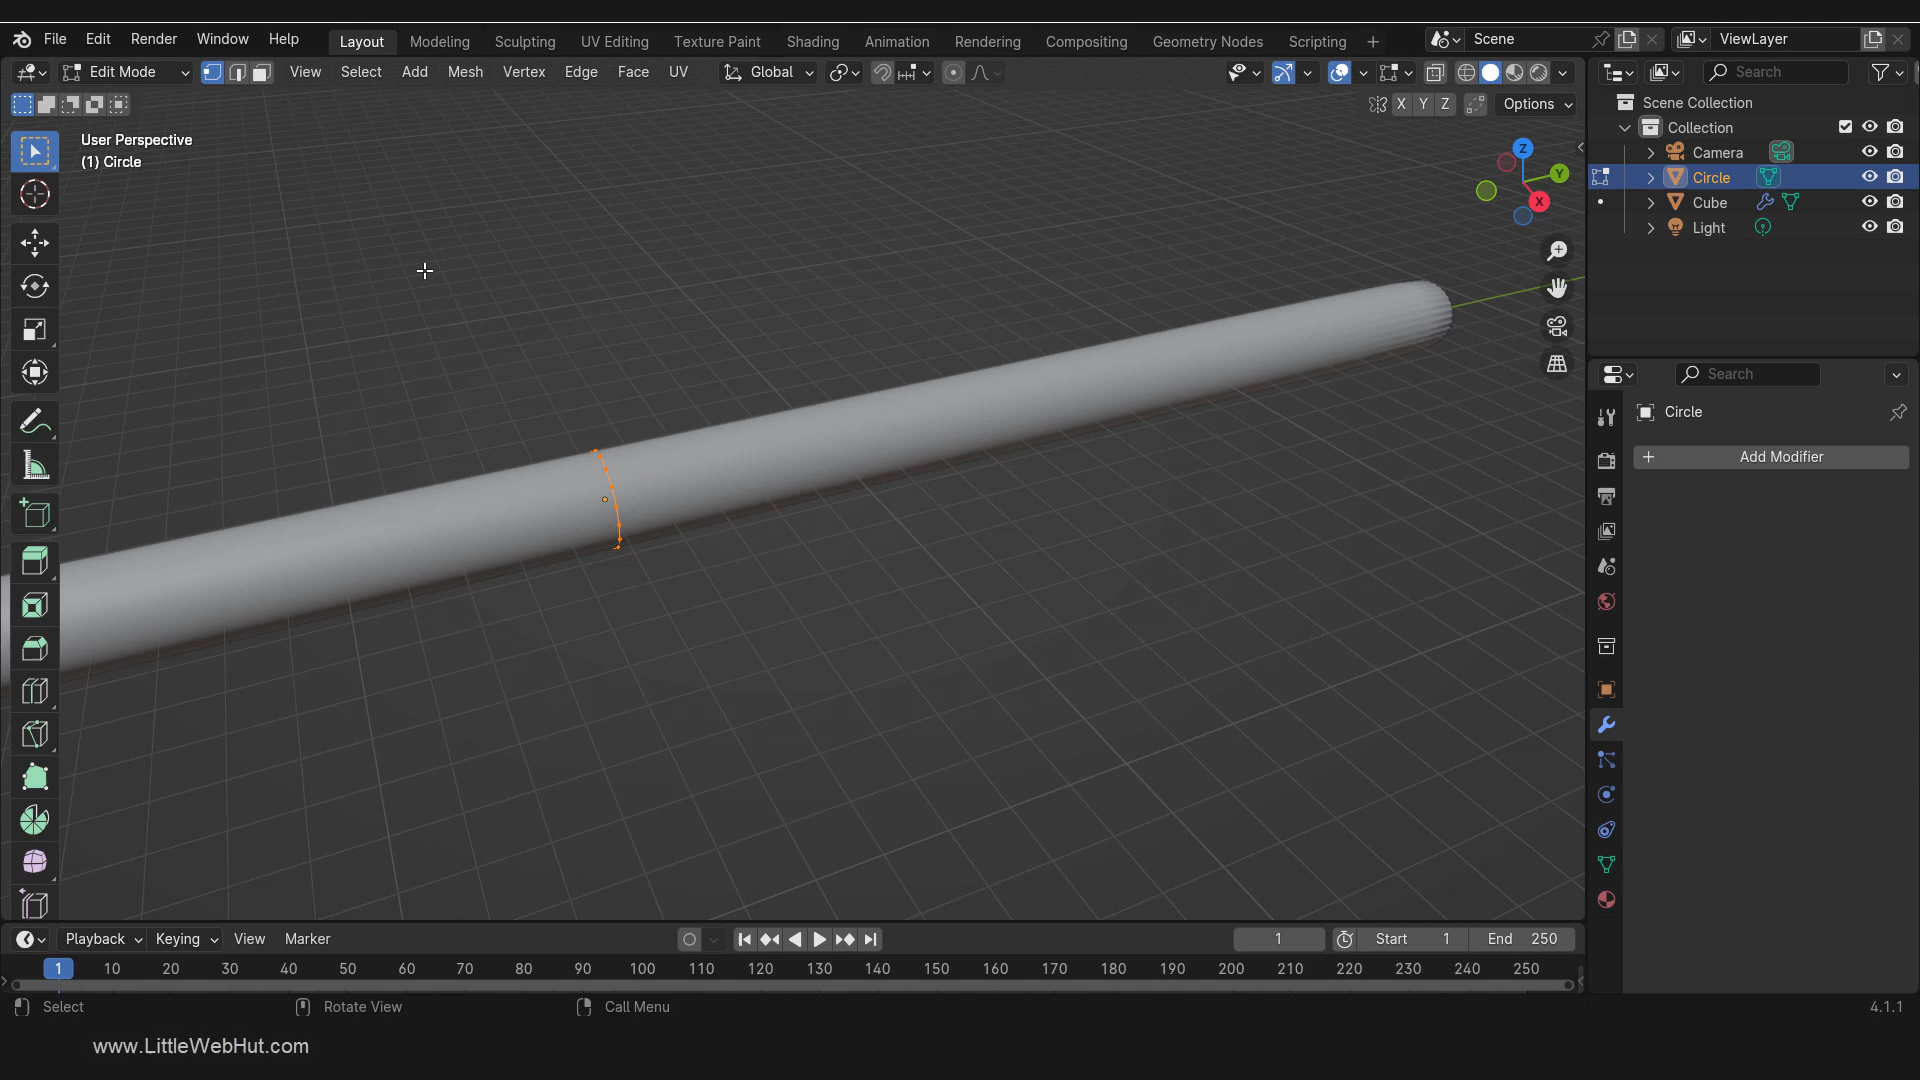 File Edit Render Window Help Layout Modeling Sculpting UV Editing Texture Paint Shading Animation Rendering Compositing Geometry Nodes Scripting + Scene ViewLayer
Edit Mode View Select Add Mesh Vertex Edge Face UV Global Search
X Y Z Options
User Perspective
(1) Circle
Z
Y
X
Scene Collection
Collection
Camera
Circle
Cube
Light
Search
Circle
+ Add Modifier
Playback Keying View Marker 1 Start 1 End 250
1 10 20 30 40 50 60 70 80 90 100 110 120 130 140 150 160 170 180 190 200 210 220 230 240 250
Select Rotate View Call Menu 4.1.1
www.LittleWebHut.com